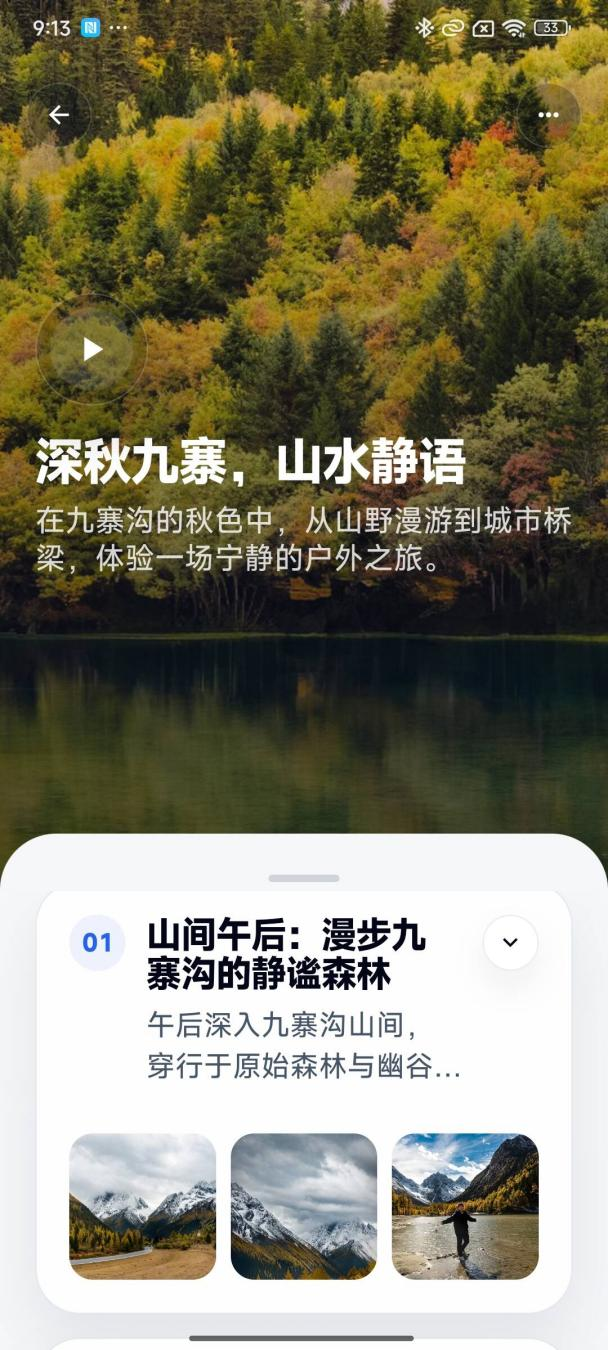 9:13
33
深秋九寨，山水静语
在九寨沟的秋色中，从山野漫游到城市桥
梁，体验一场宁静的户外之旅。
01
山间午后：漫步九
寨沟的静谧森林
午后深入九寨沟山间，
穿行于原始森林与幽谷...